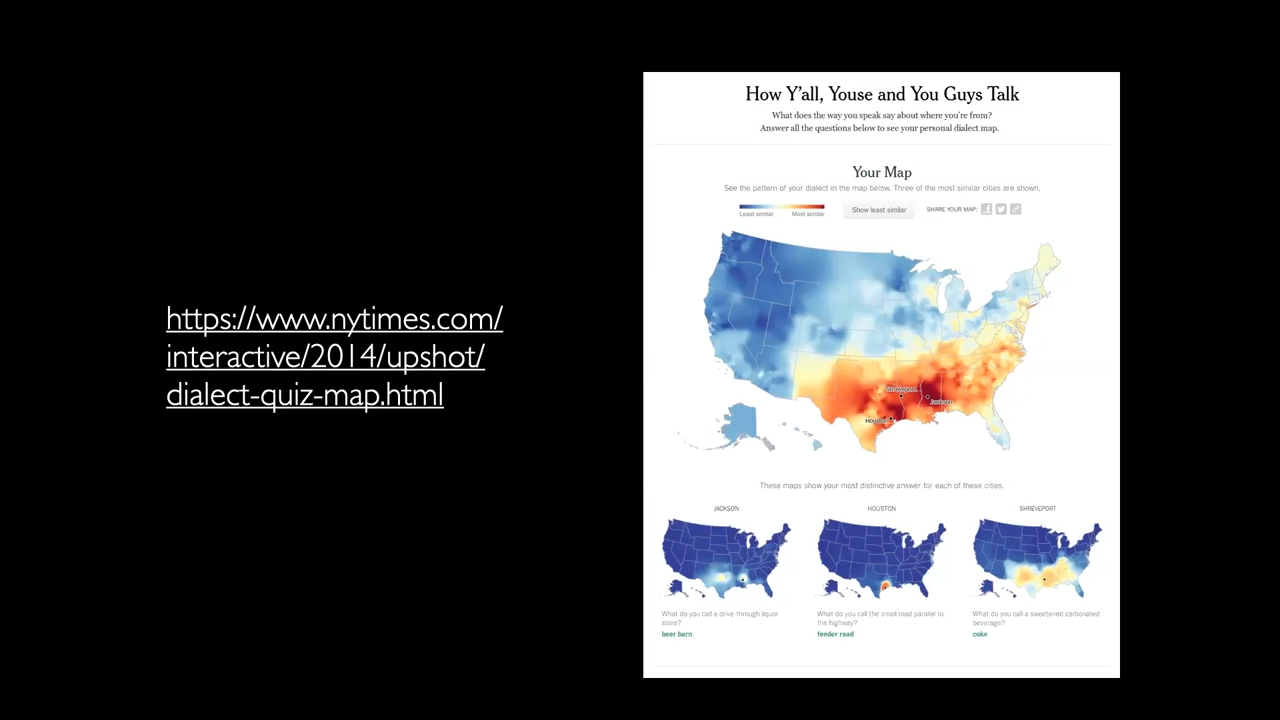 https://www.nytimes.com/
interactive/2014/upshot/
dialect-quiz-map.html
How Y'all, Youse and You Guys Talk
What does the way you speak say about where you're from?
Answer all the questions below to see your personal dialect map.
Your Map
See the pattern of your dialect in the map below. Three of the most similar cities are shown.
Least similar Most similar
Show least similar
SHARE YOUR MAP:
Shreveport
Jackson
Houston
These maps show your most distinctive answer for each of these cities.
JACKSON
What do you call a drive-through liquor
store?
beer barn
HOUSTON
What do you call the small road parallel to
the highway?
feeder road
SHREVEPORT
What do you call a sweetened carbonated
beverage?
coke